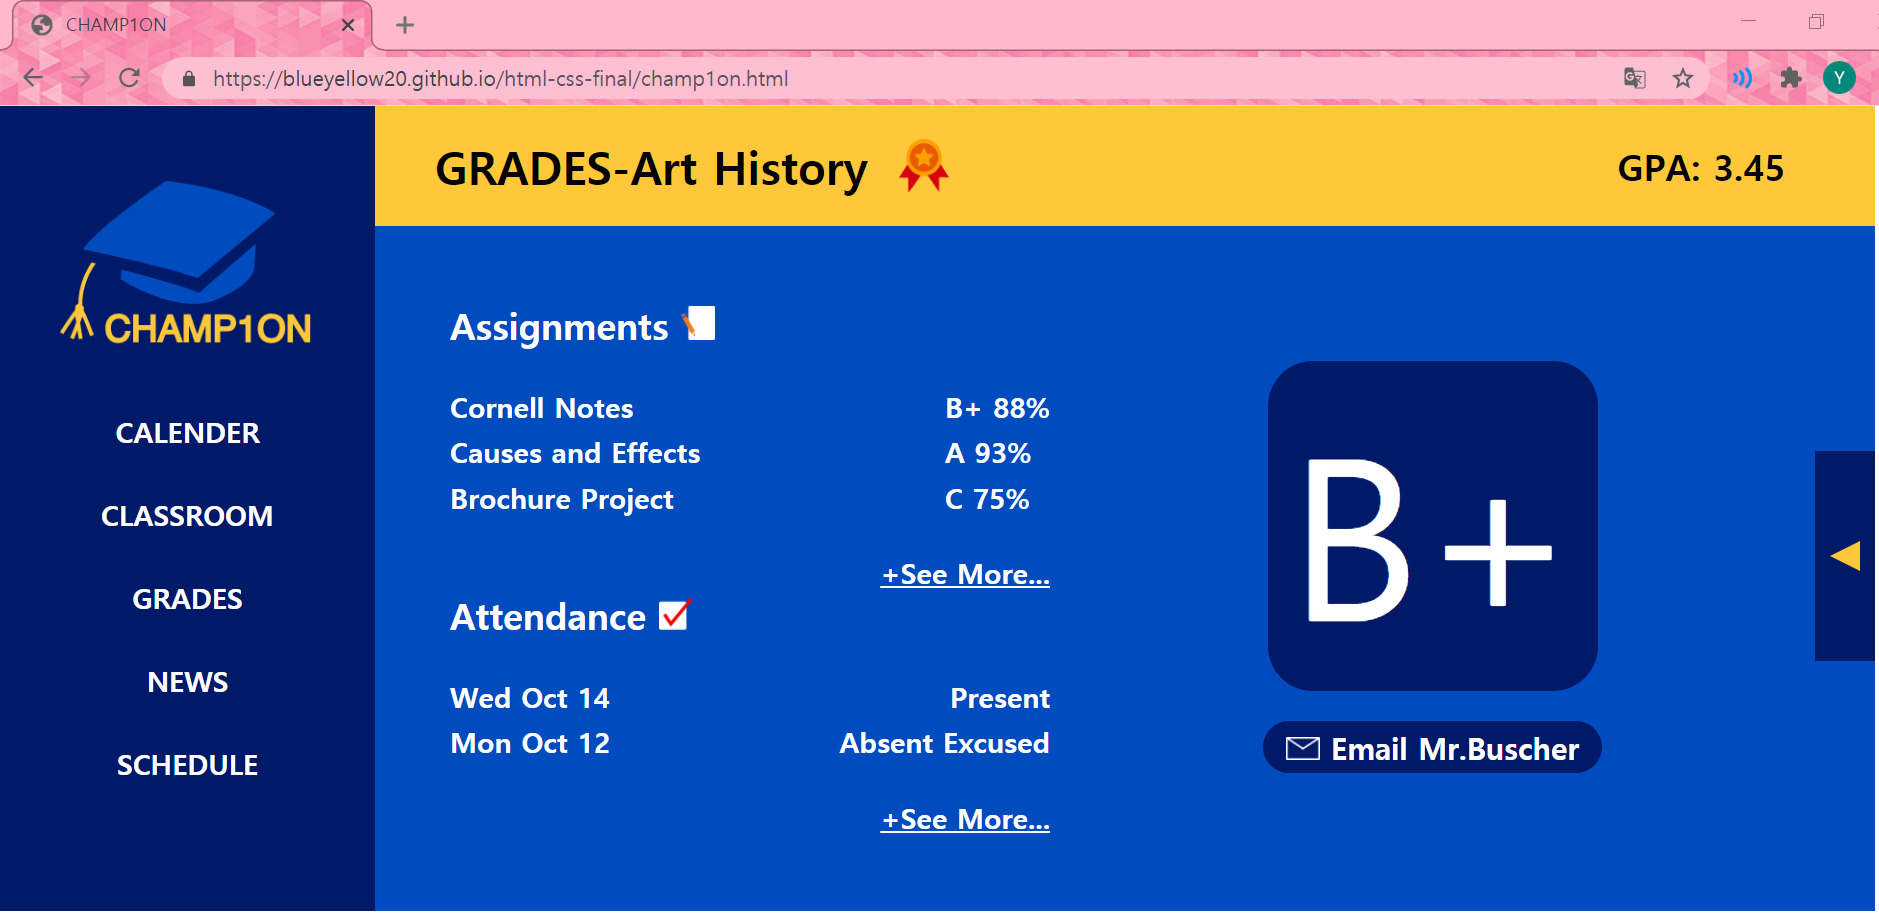 CHAMP1ON
https://blueyellow20.github.io/html-css-final/champ1on.html
Y
CHAMP1ON
CALENDER
CLASSROOM
GRADES
NEWS
SCHEDULE
GRADES-Art History
GPA: 3.45
Assignments
Cornell Notes B+ 88%
Causes and Effects A 93%
Brochure Project C 75%
+See More...
Attendance
Wed Oct 14 Present
Mon Oct 12 Absent Excused
+See More...
B+
Email Mr.Buscher